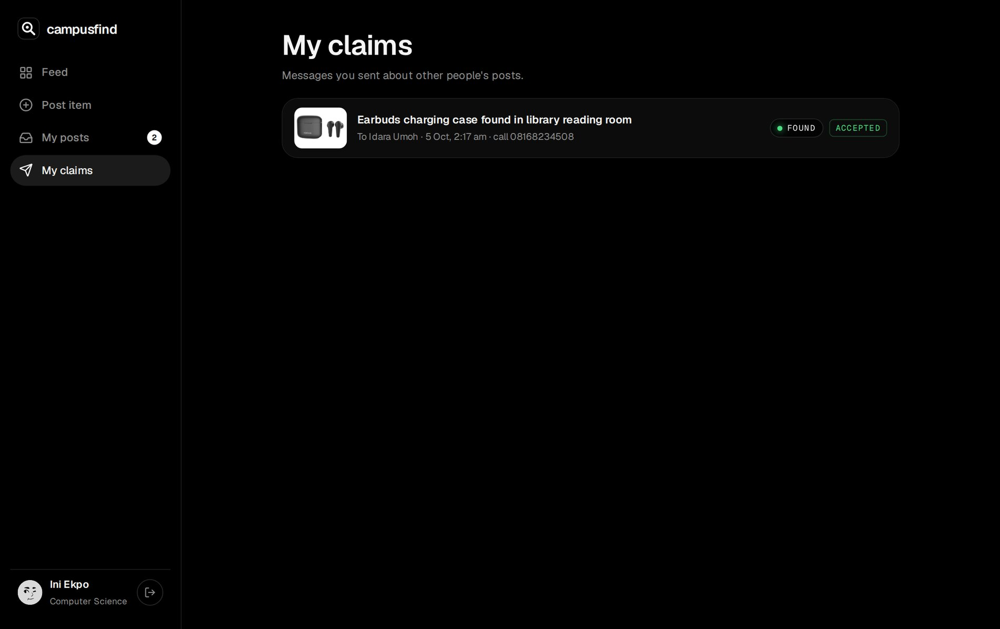 campusfind
Feed
Post item
My posts
2
My claims
My claims
Messages you sent about other people's posts.
Earbuds charging case found in library reading room
To Idara Umoh · 5 Oct, 2:17 am · call 08168234508
FOUND
ACCEPTED
Ini Ekpo
Computer Science